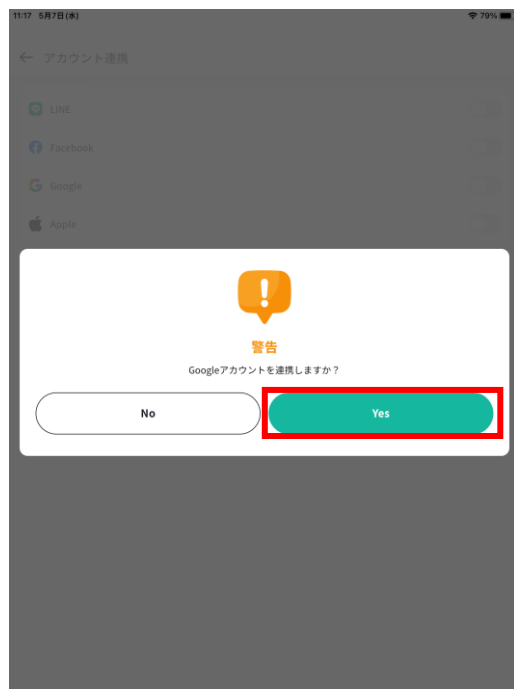 11:17 5月7日(水) 79%
アカウント連携
LINE
Facebook
Google
Apple
警告
Googleアカウントを連携しますか？
No Yes